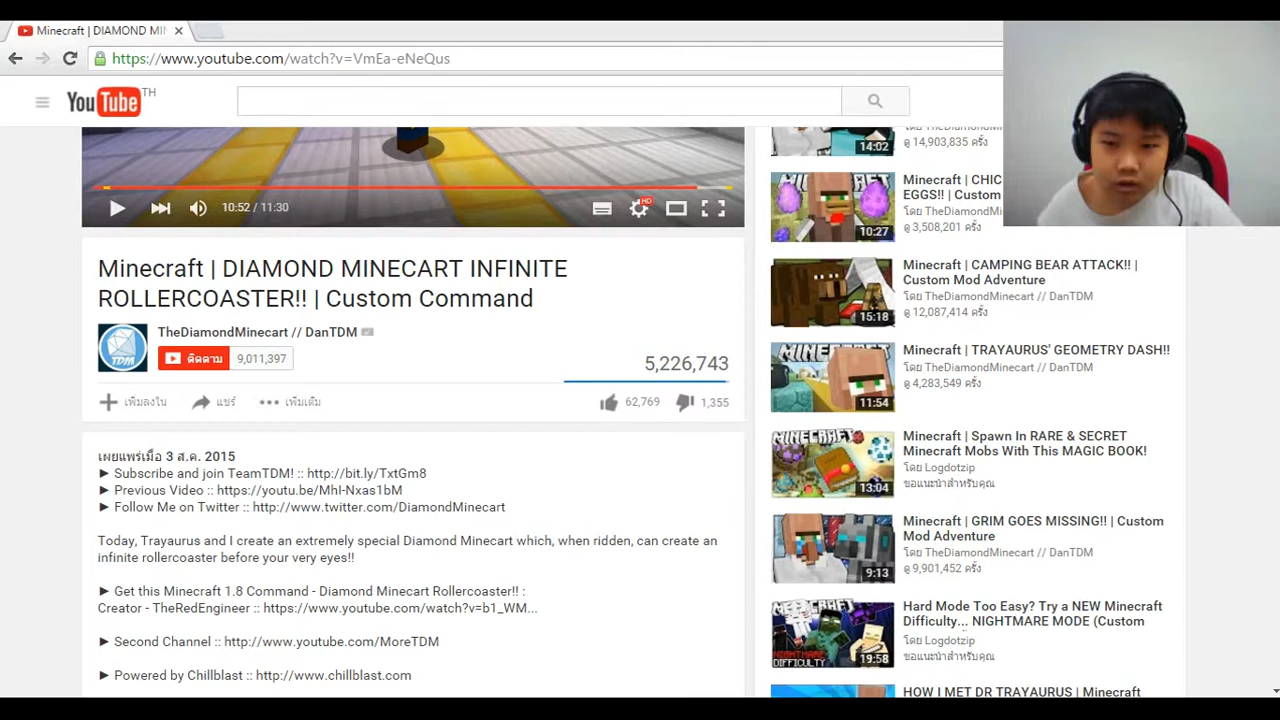 Minecraft | DIAMOND MIN
https://www.youtube.com/watch?v=VmEa-eNeQus
YouTube TH
10:52 / 11:30
HD
Minecraft | DIAMOND MINECART INFINITE
ROLLERCOASTER!! | Custom Command
TheDiamondMinecart // DanTDM
TDM
ติดตาม 9,011,397
5,226,743
เพิ่มลงใน แชร์ เพิ่มเติม
62,769 1,355
เผยแพร่เมื่อ 3 ส.ค. 2015
► Subscribe and join TeamTDM! :: http://bit.ly/TxtGm8
► Previous Video :: https://youtu.be/MhI-Nxas1bM
► Follow Me on Twitter :: http://www.twitter.com/DiamondMinecart
Today, Trayaurus and I create an extremely special Diamond Minecart which, when ridden, can create an
infinite rollercoaster before your very eyes!!
► Get this Minecraft 1.8 Command - Diamond Minecart Rollercoaster!! :
Creator - TheRedEngineer :: https://www.youtube.com/watch?v=b1_WM...
► Second Channel :: http://www.youtube.com/MoreTDM
► Powered by Chillblast :: http://www.chillblast.com
14:02
โดย TheDiamondMi
ดู 14,903,835 ครั้ง
MINECRAFT
10:27
Minecraft | CHIC
EGGS!! | Custom
โดย TheDiamondMi
ดู 3,508,201 ครั้ง
15:18
Minecraft | CAMPING BEAR ATTACK!! |
Custom Mod Adventure
โดย TheDiamondMinecart // DanTDM
ดู 12,087,414 ครั้ง
MINECRAFT
11:54
Minecraft | TRAYAURUS' GEOMETRY DASH!!
โดย TheDiamondMinecart // DanTDM
ดู 4,283,549 ครั้ง
MINECRAFT
13:04
Minecraft | Spawn In RARE & SECRET
Minecraft Mobs With This MAGIC BOOK!
โดย Logdotzip
ขอแนะนำสำหรับคุณ
9:13
Minecraft | GRIM GOES MISSING!! | Custom
Mod Adventure
โดย TheDiamondMinecart // DanTDM
ดู 9,901,452 ครั้ง
MINECRAFT
NIGHTMARE
DIFFICULTY
19:58
Hard Mode Too Easy? Try a NEW Minecraft
Difficulty... NIGHTMARE MODE (Custom
โดย Logdotzip
ขอแนะนำสำหรับคุณ
HOW I MET DR TRAYAURUS | Minecraft